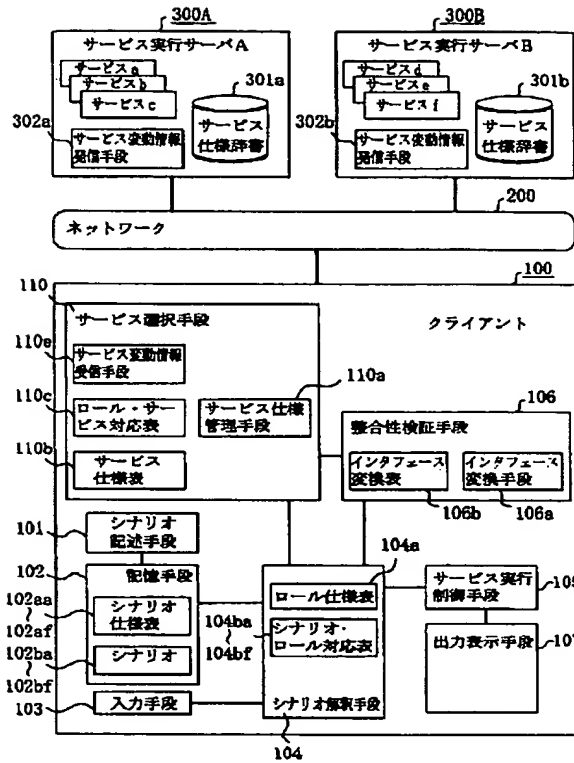 300A
300B
サービス実行サーバA
サービスa
サービスb
サービスc
301a
サービス
仕様辞書
302a
サービス変動情報
発信手段
サービス実行サーバB
サービスd
サービスe
サービスf
301b
サービス
仕様辞書
302b
サービス変動情報
発信手段
200
ネットワーク
100
クライアント
110
サービス選択手段
110e
サービス変動情報
受信手段
110c
ロール・サー
ビス対応表
110a
サービス仕様
管理手段
110b
サービス
仕様表
106
整合性検証手段
インタフェース
変換表
インタフェース
変換手段
106b
106a
101
シナリオ
記述手段
102
記憶手段
102aa
～
102af
シナリオ
仕様表
102ba
～
102bf
シナリオ
103
入力手段
104a
ロール仕様表
104ba
～
104bf
シナリオ・
ロール対応表
シナリオ解釈手段
104
サービス実行
制御手段
出力表示手段